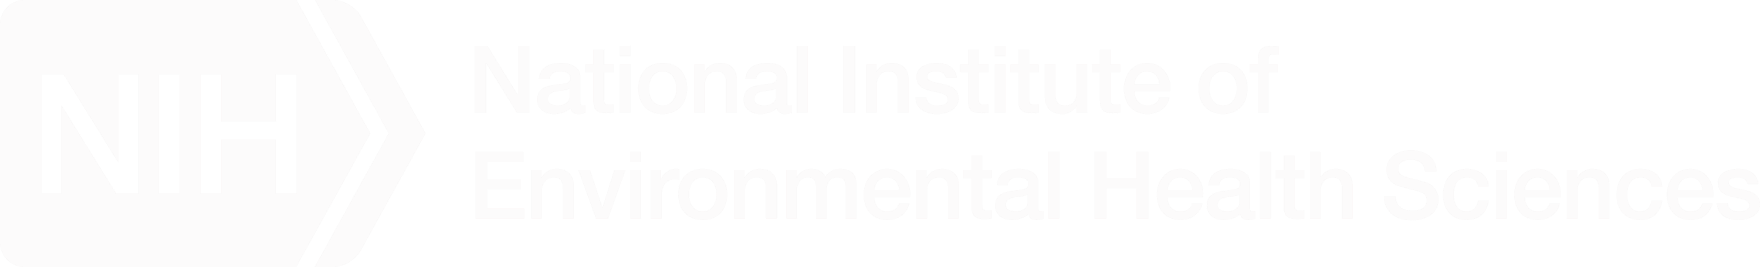 NIH
National Institute of
Environmental Health Sciences